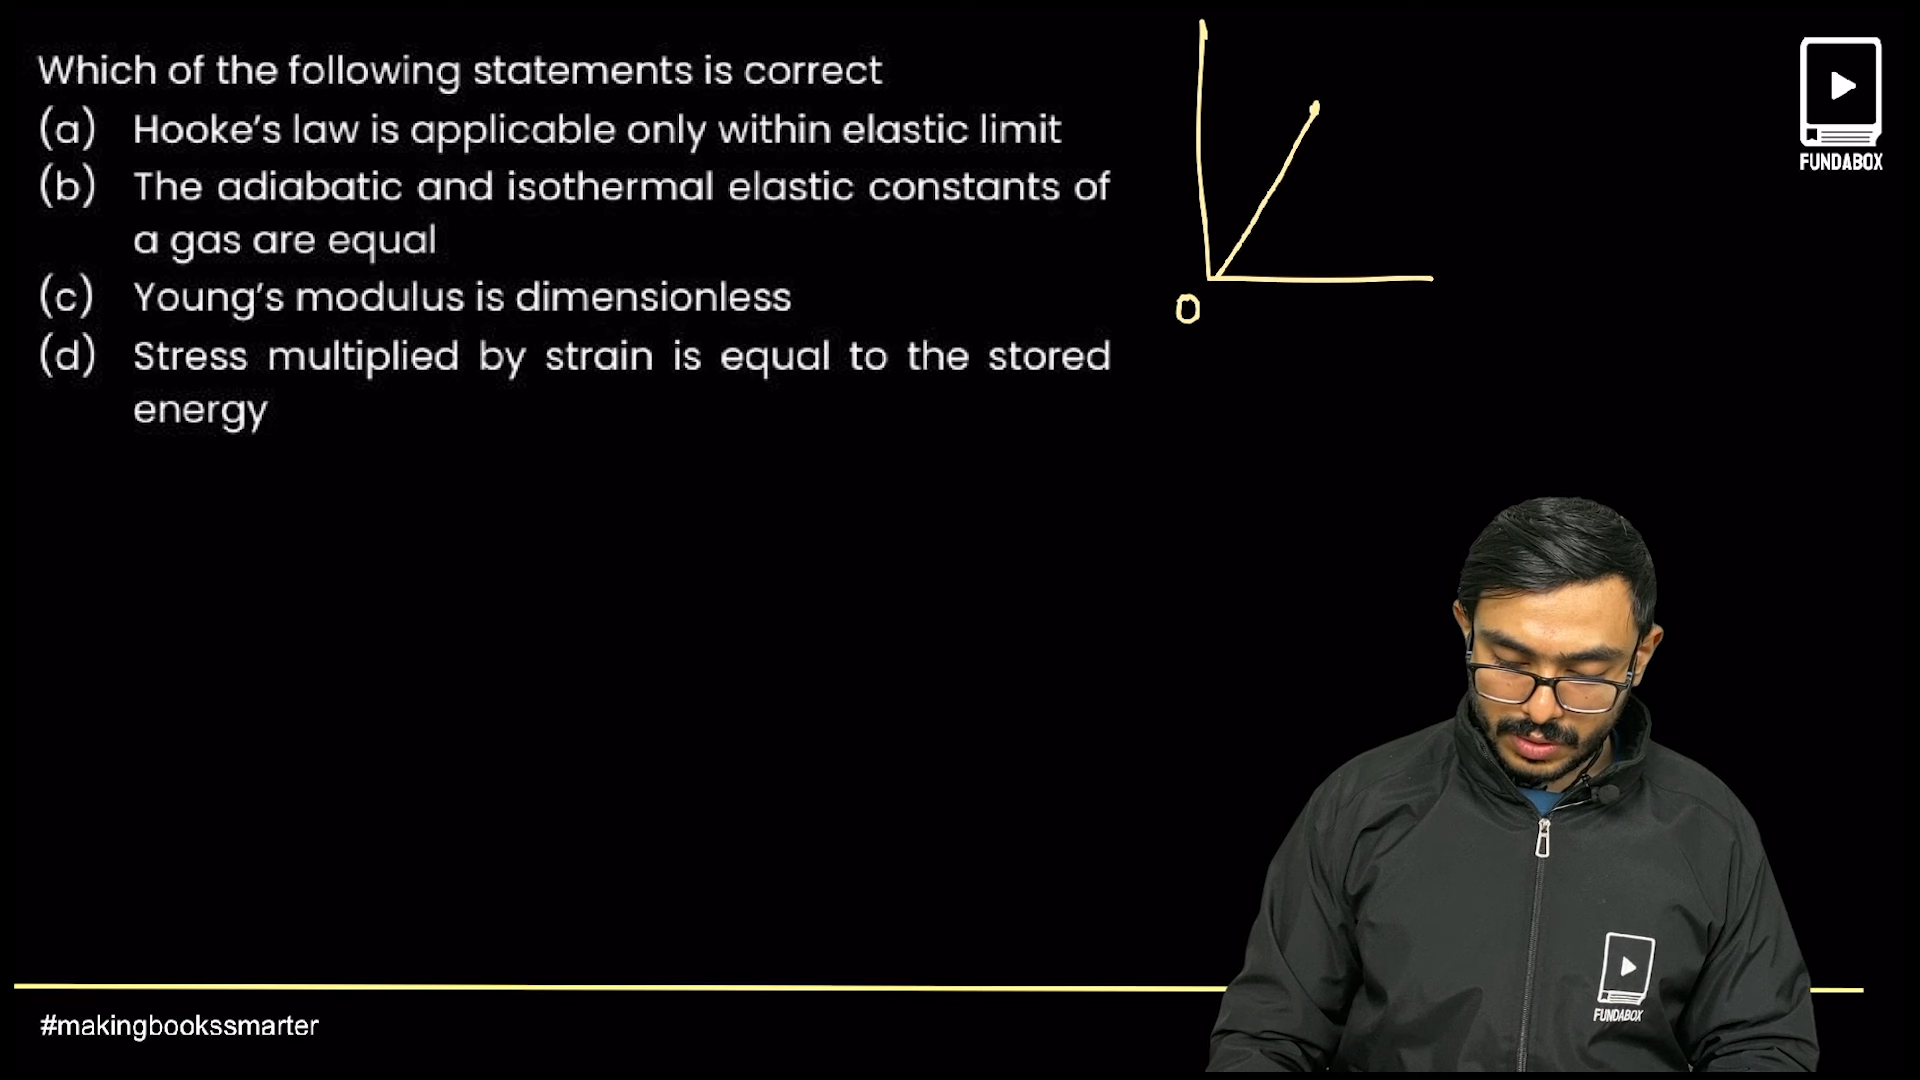 Which of the following statements is correct
(a) Hooke's law is applicable only within elastic limit
(b) The adiabatic and isothermal elastic constants of
a gas are equal
(c) Young's modulus is dimensionless
(d) Stress multiplied by strain is equal to the stored
energy
O
FUNDABOX
FUNDABOX
#makingbookssmarter